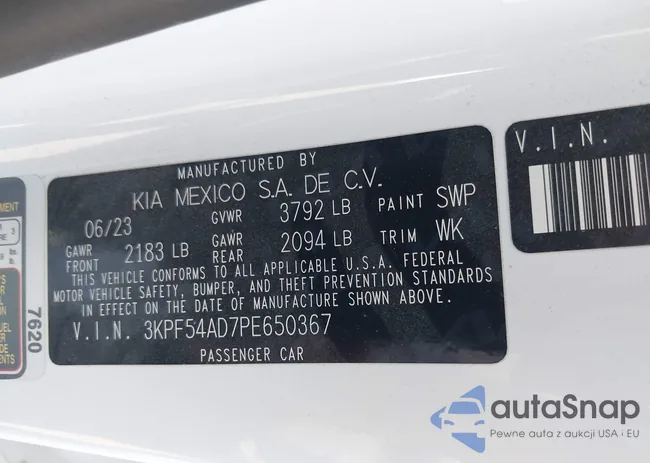 MANUFACTURED BY
KIA MEXICO S.A. DE C.V.
06/23 GVWR 3792 LB PAINT SWP
GAWR FRONT 2183 LB GAWR REAR 2094 LB TRIM WK
THIS VEHICLE CONFORMS TO ALL APPLICABLE U.S.A. FEDERAL
MOTOR VEHICLE SAFETY, BUMPER, AND THEFT PREVENTION STANDARDS
IN EFFECT ON THE DATE OF MANUFACTURE SHOWN ABOVE.
V.I.N. 3KPF54AD7PE650367
PASSENGER CAR
V.I.N.
7620
autaSnap
Pewne auta z aukcji USA i EU